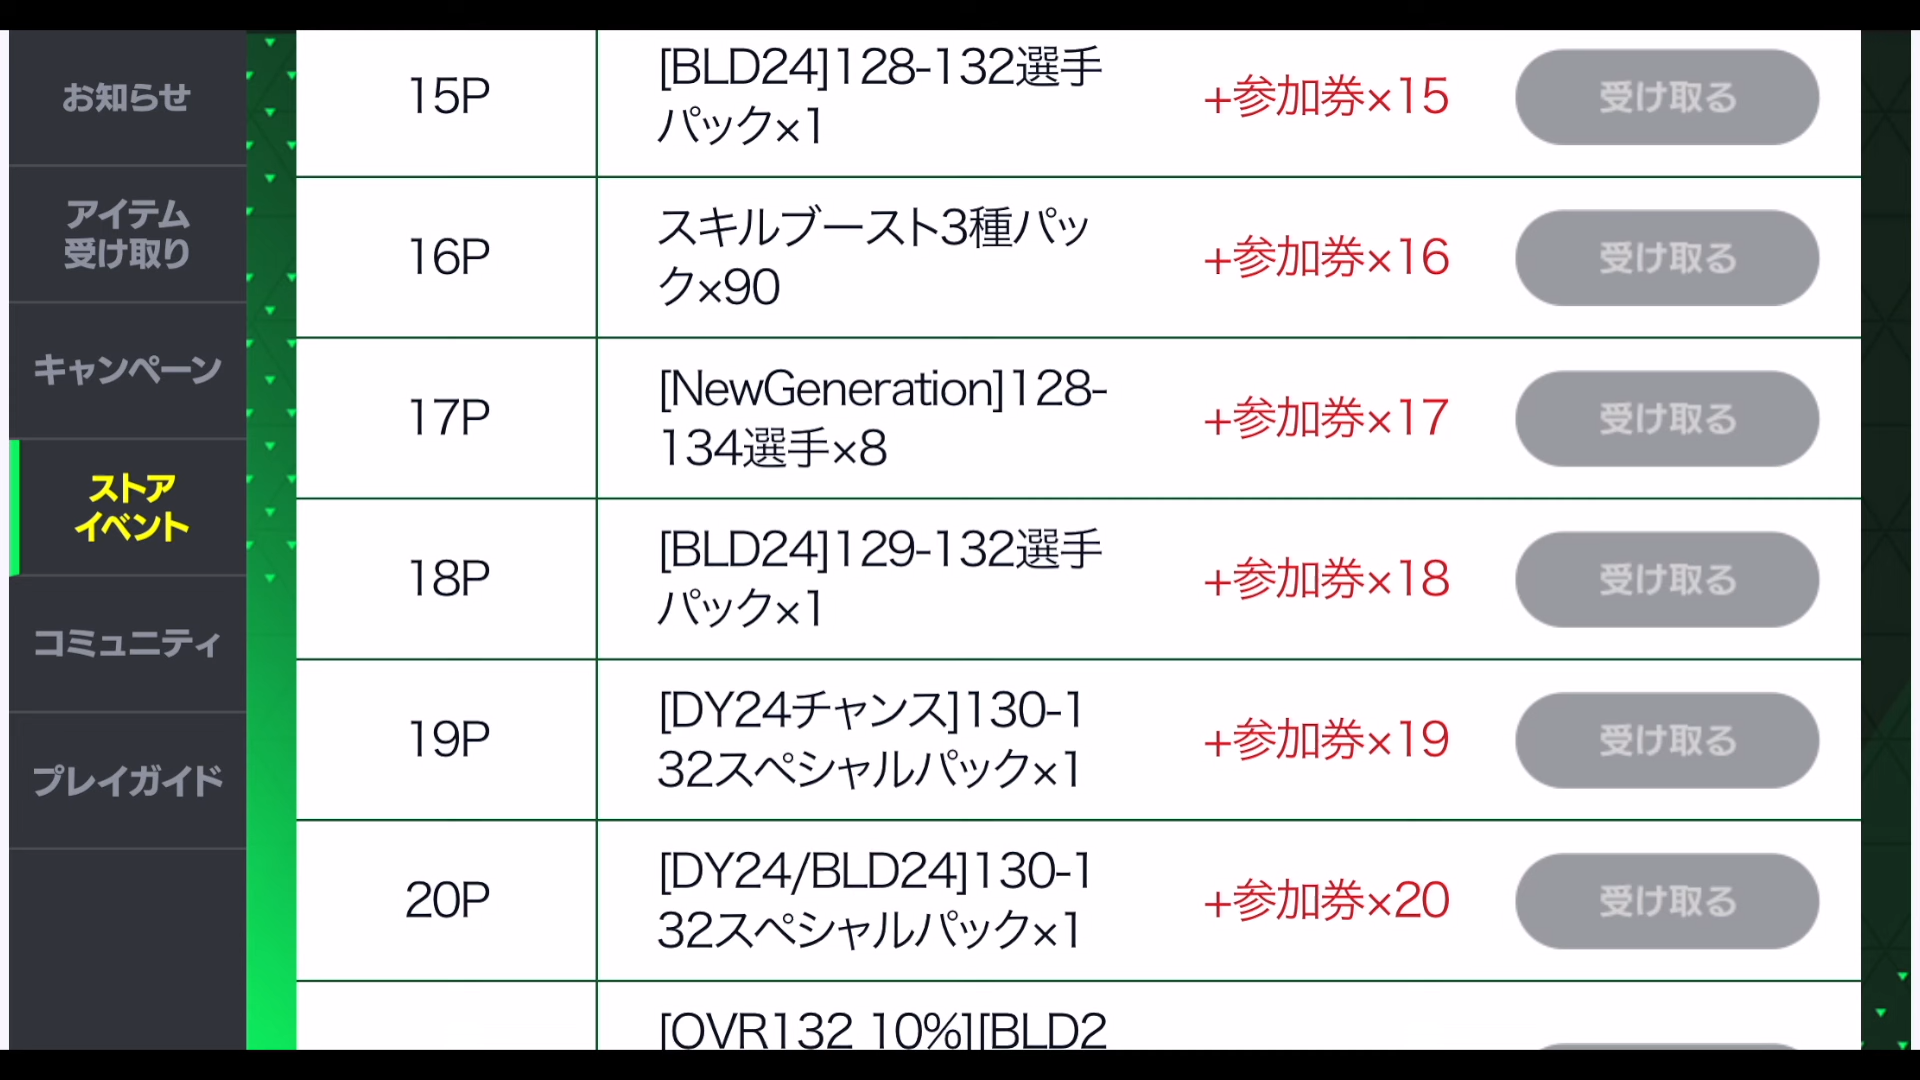 お知らせ
アイテム
受け取り
キャンペーン
ストア
イベント
コミュニティ
プレイガイド
15P
[BLD24]128-132選手
パック×1
+参加券×15
受け取る
16P
スキルブースト3種パッ
ク×90
+参加券×16
受け取る
17P
[NewGeneration]128-
134選手×8
+参加券×17
受け取る
18P
[BLD24]129-132選手
パック×1
+参加券×18
受け取る
19P
[DY24チャンス]130-1
32スペシャルパック×1
+参加券×19
受け取る
20P
[DY24/BLD24]130-1
32スペシャルパック×1
+参加券×20
受け取る
[OVR132 10%][BLD2